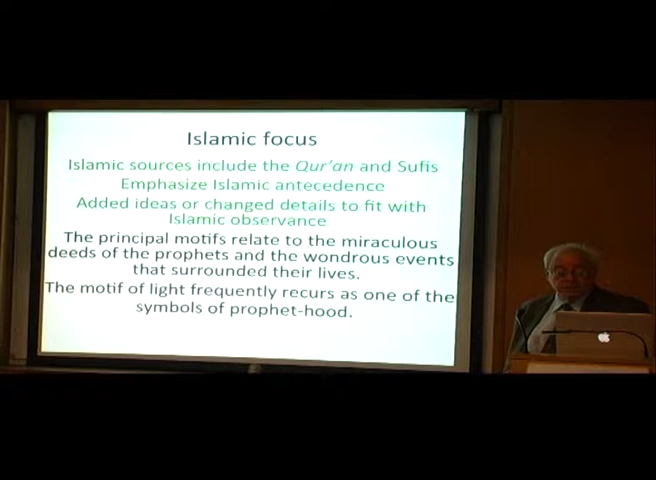 Islamic focus
Islamic sources include the Qur'an and Sufis
Emphasize Islamic antecedence
Added ideas or changed details to fit with
Islamic observance
The principal motifs relate to the miraculous
deeds of the prophets and the wondrous events
that surrounded their lives.
The motif of light frequently recurs as one of the
symbols of prophet-hood.